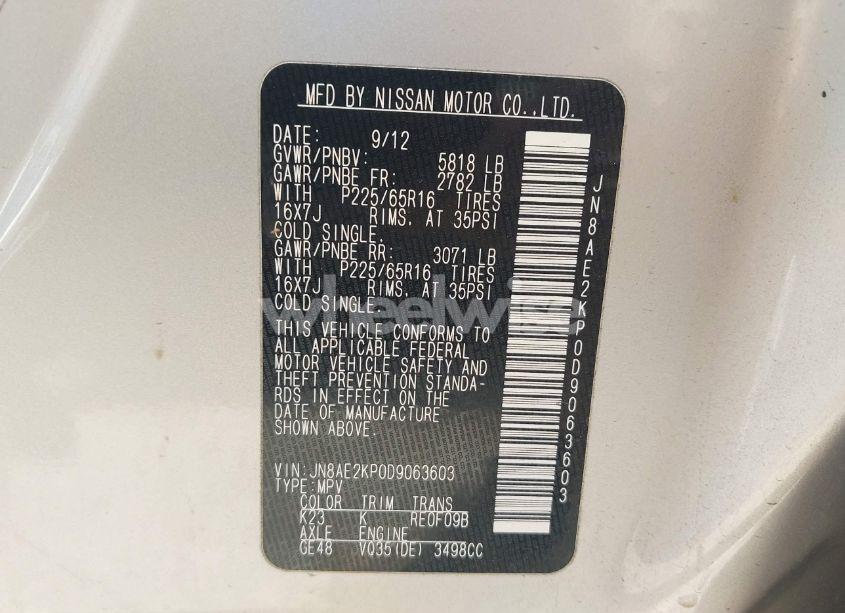 MFD BY NISSAN MOTOR CO.,LTD.
DATE: 9/12
GVWR/PNBV: 5818 LB
GAWR/PNBE FR: 2782 LB
WITH P225/65R16 TIRES
16X7J RIMS, AT 35PSI
COLD SINGLE.
GAWR/PNBE RR: 3071 LB
WITH P225/65R16 TIRES
16X7J RIMS, AT 35PSI
COLD SINGLE.
THIS VEHICLE CONFORMS TO
ALL APPLICABLE FEDERAL
MOTOR VEHICLE SAFETY AND
THEFT PREVENTION STANDA-
RDS IN EFFECT ON THE
DATE OF MANUFACTURE
SHOWN ABOVE.
VIN:JN8AE2KP0D9063603
TYPE:MPV
COLOR TRIM TRANS
K23 K RE0F09B
AXLE ENGINE
GE48 VQ35(DE) 3498CC
JN8AE2KP0D9063603
wheelwise